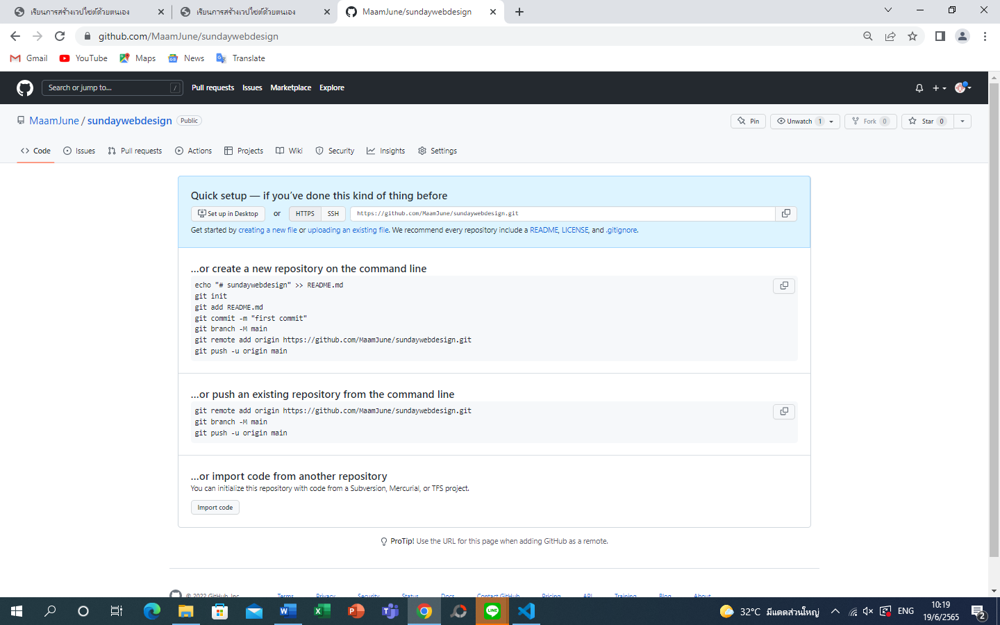 เรียนการสร้างเวปไซต์ด้วยตนเอง
เรียนการสร้างเวปไซต์ด้วยตนเอง
MaamJune/sundaywebdesign
github.com/MaamJune/sundaywebdesign
Gmail
YouTube
Maps
News
Translate
Search or jump to...
/
Pull requests
Issues
Marketplace
Explore
MaamJune / sundaywebdesign
Public
Pin
Unwatch 1
Fork 0
Star 0
Code
Issues
Pull requests
Actions
Projects
Wiki
Security
Insights
Settings
Quick setup — if you’ve done this kind of thing before
Set up in Desktop
or
HTTPS
SSH
https://github.com/MaamJune/sundaywebdesign.git
Get started by creating a new file or uploading an existing file. We recommend every repository include a README, LICENSE, and .gitignore.
…or create a new repository on the command line
echo "# sundaywebdesign" >> README.md
git init
git add README.md
git commit -m "first commit"
git branch -M main
git remote add origin https://github.com/MaamJune/sundaywebdesign.git
git push -u origin main
…or push an existing repository from the command line
git remote add origin https://github.com/MaamJune/sundaywebdesign.git
git branch -M main
git push -u origin main
…or import code from another repository
You can initialize this repository with code from a Subversion, Mercurial, or TFS project.
Import code
ProTip! Use the URL for this page when adding GitHub as a remote.
© 2022 GitHub, Inc.
Terms
Privacy
Security
Status
Docs
Contact GitHub
Pricing
API
Training
Blog
About
32°C มีแดดส่วนใหญ่
ENG
10:19
19/6/2565
2